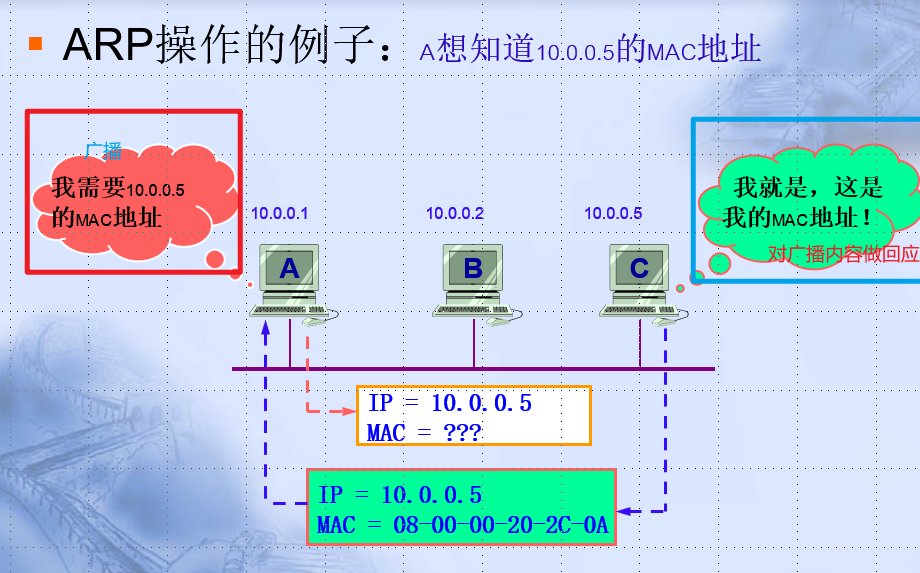 ARP操作的例子：A想知道10.0.0.5的MAC地址
广播
我需要10.0.0.5
的MAC地址
我就是，这是
我的MAC地址！
对广播内容做回应
10.0.0.1
10.0.0.2
10.0.0.5
A
B
C
IP = 10.0.0.5
MAC = ???
IP = 10.0.0.5
MAC = 08-00-00-20-2C-0A